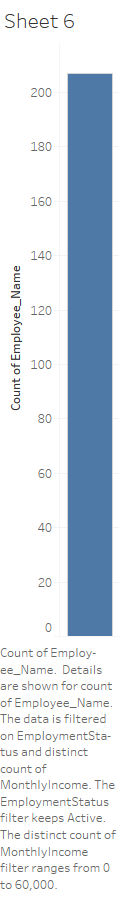 Sheet 6
200
180
160
140
120
100
80
60
40
20
0
Count of Employee_Name
Count of Employ-
ee_Name.  Details
are shown for count
of Employee_Name.
The data is filtered
on EmploymentSta-
tus and distinct
count of
MonthlyIncome. The
EmploymentStatus
filter keeps Active.
The distinct count of
MonthlyIncome
filter ranges from 0
to 60,000.